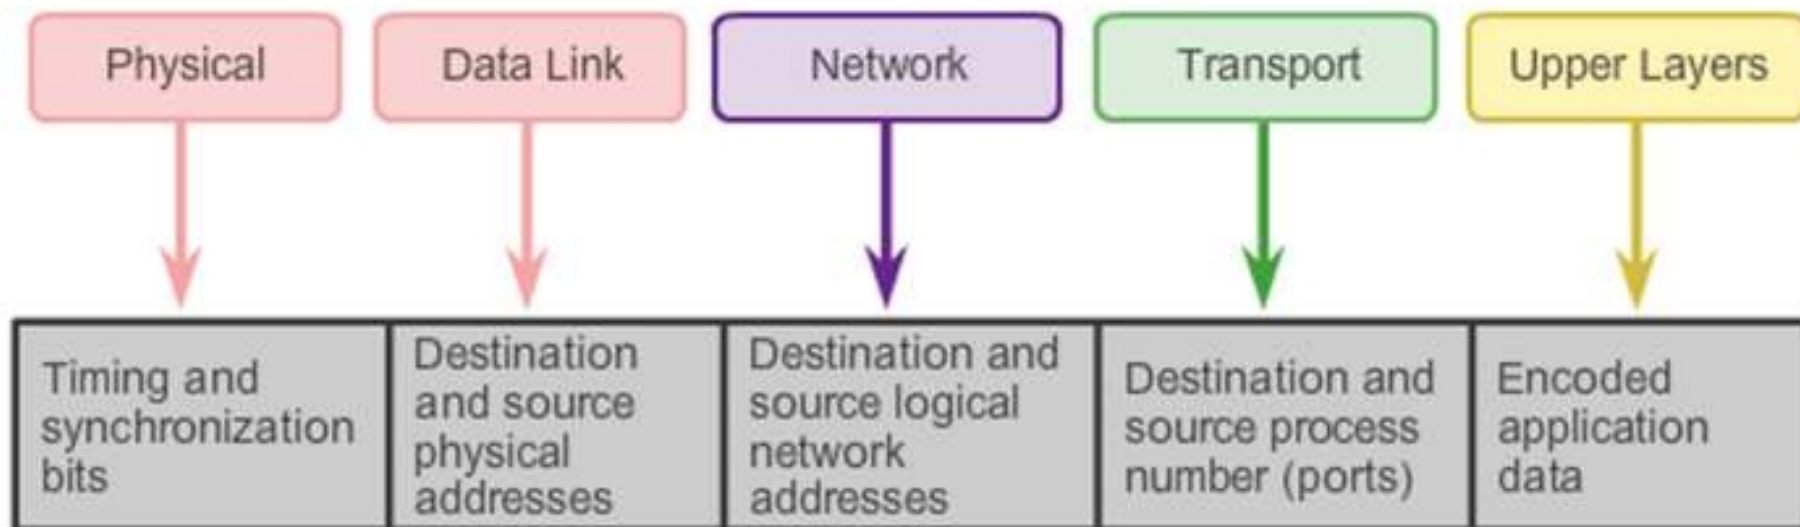 Physical
Data Link
Network
Transport
Upper Layers
Timing and
synchronization
bits
Destination
and source
physical
addresses
Destination and
source logical
network
addresses
Destination and
source process
number (ports)
Encoded
application
data